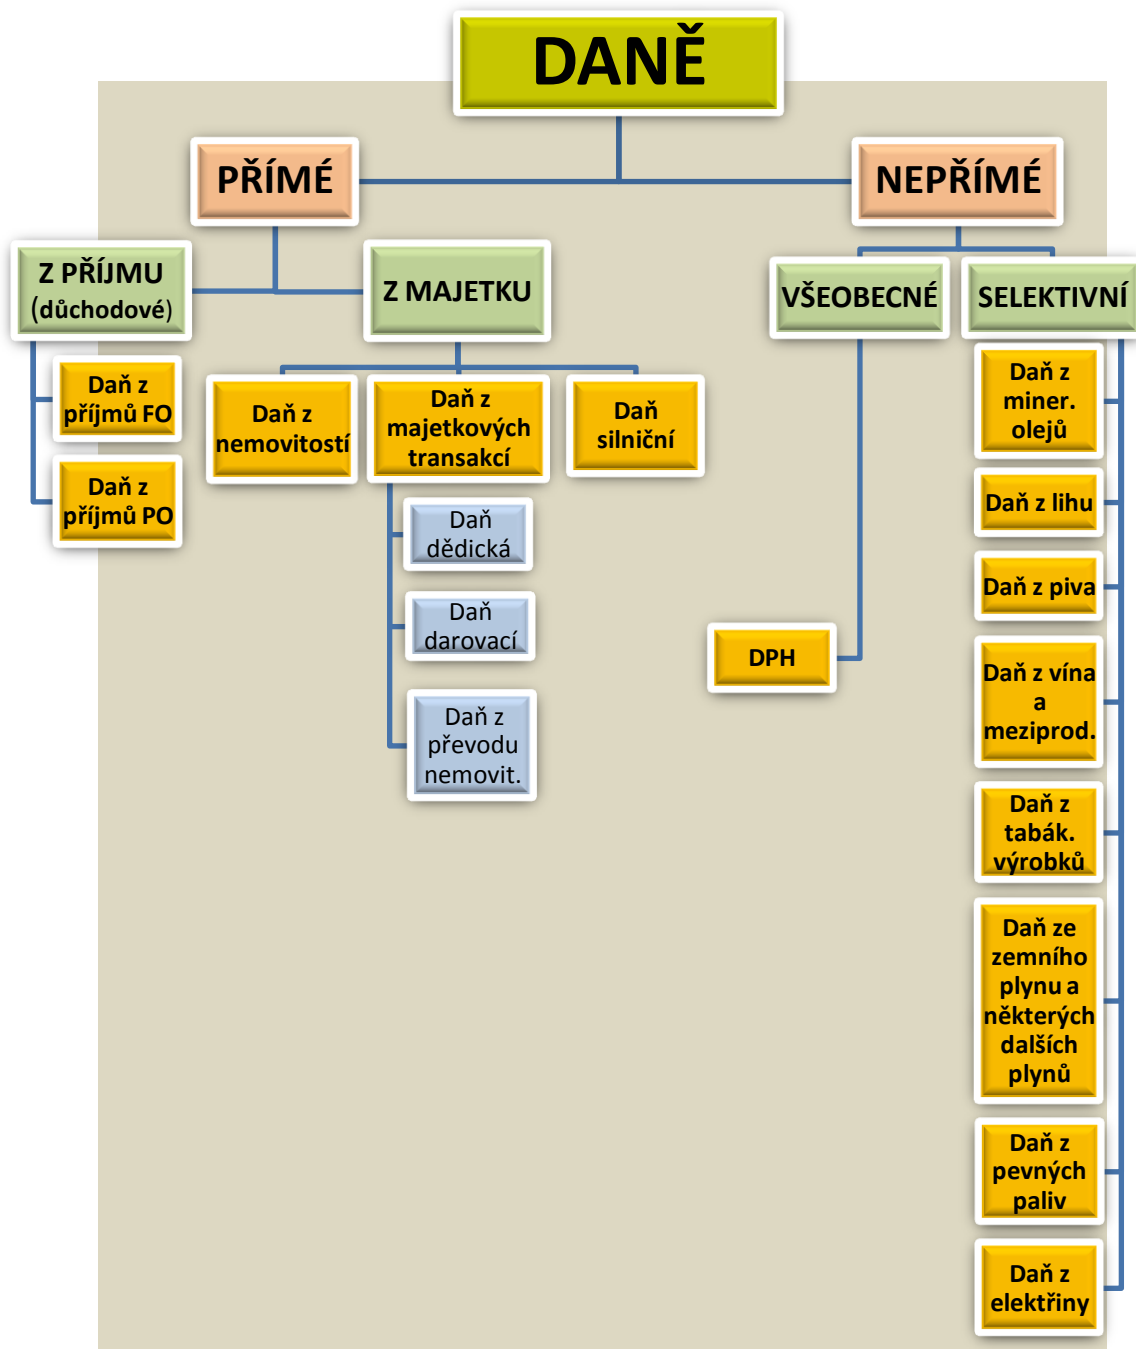 DANĚ
PŘÍMÉ
NEPŘÍMÉ
Z PŘÍJMU
(důchodové)
Z MAJETKU
VŠEOBECNÉ
SELEKTIVNÍ
Daň z
příjmů FO
Daň z
příjmů PO
Daň z
nemovitostí
Daň z
majetkových
transakcí
Daň
silniční
Daň
dědická
Daň
darovací
Daň z
převodu
nemovit.
DPH
Daň z
miner.
olejů
Daň z lihu
Daň z piva
Daň z vína
a
meziprod.
Daň z
tabák.
výrobků
Daň ze
zemního
plynu a
některých
dalších
plynů
Daň z
pevných
paliv
Daň z
elektřiny